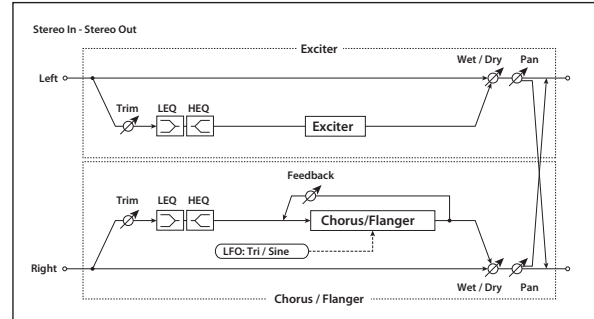 Stereo In - Stereo Out
Exciter
Wet / Dry
Pan
Left
Trim
LEQ
HEQ
Exciter
Feedback
Trim
LEQ
HEQ
Chorus/Flanger
LFO: Tri / Sine
Right
Wet / Dry
Pan
Chorus / Flanger